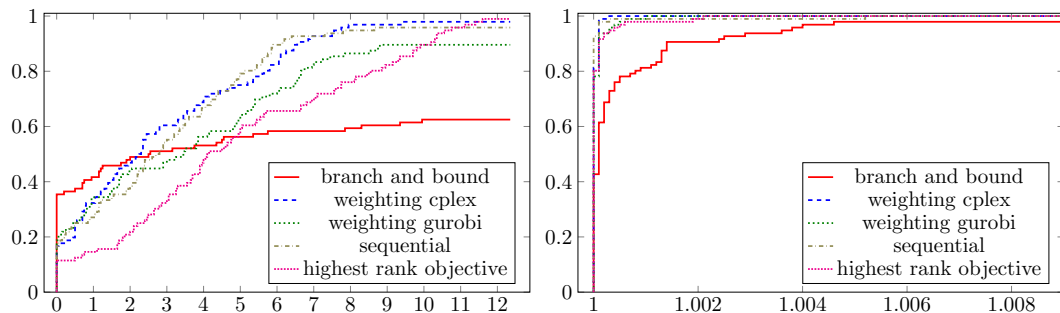 1
0.8
0.6
0.4
0.2
0
0 1 2 3 4 5 6 7 8 9 10 11 12
branch and bound
weighting cplex
weighting gurobi
sequential
highest rank objective
1
0.8
0.6
0.4
0.2
0
1 1.002 1.004 1.006 1.008
branch and bound
weighting cplex
weighting gurobi
sequential
highest rank objective